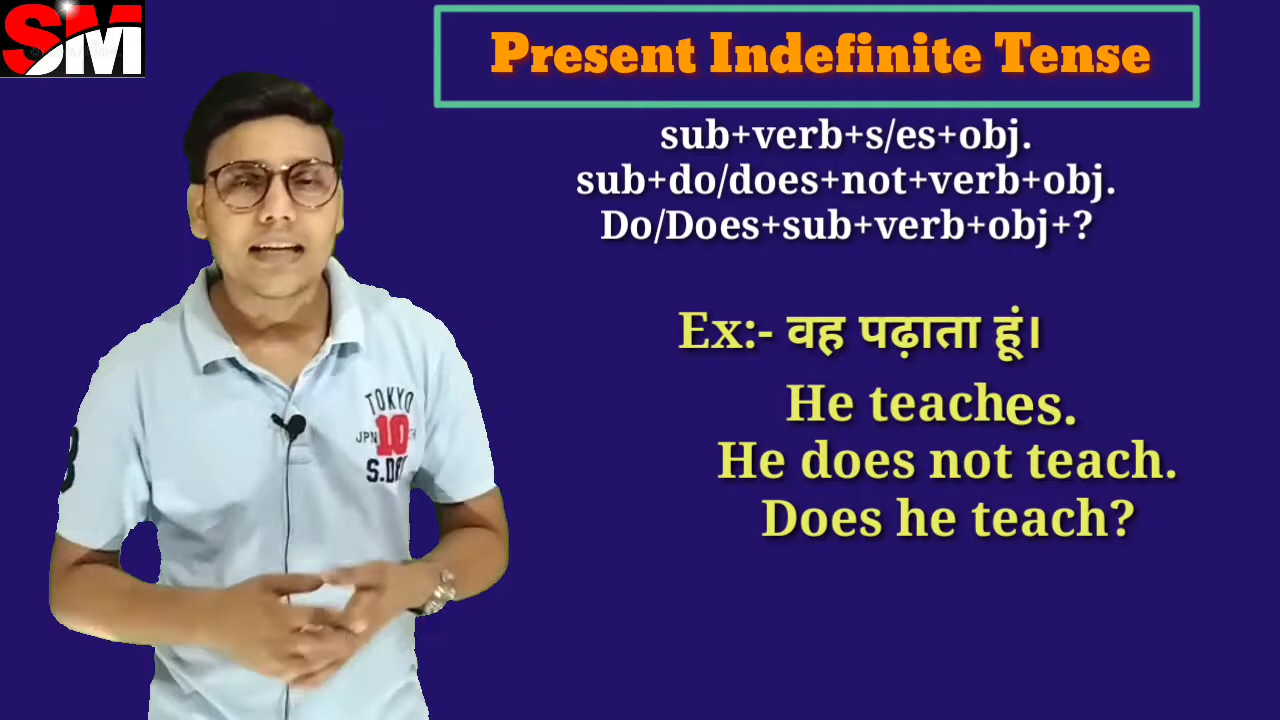 SM
Present Indefinite Tense
sub+verb+s/es+obj.
sub+do/does+not+verb+obj.
Do/Does+sub+verb+obj+?
Ex:- वह पढ़ाता हूं।
He teaches.
He does not teach.
Does he teach?
TOKYO
JPN 10